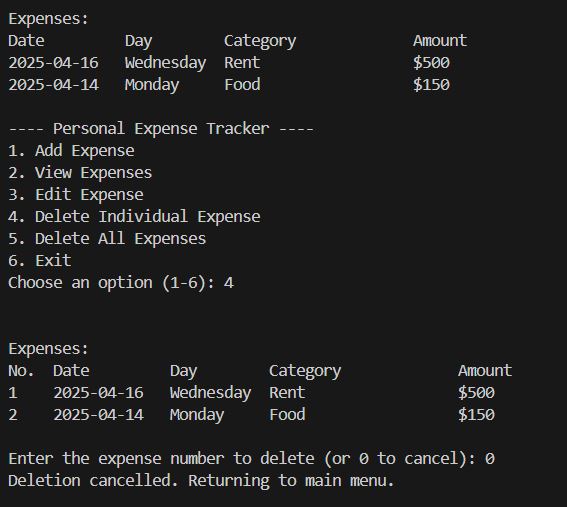 Expenses:
Date Day Category Amount
2025-04-16 Wednesday Rent $500
2025-04-14 Monday Food $150
---- Personal Expense Tracker ----
1. Add Expense
2. View Expenses
3. Edit Expense
4. Delete Individual Expense
5. Delete All Expenses
6. Exit
Choose an option (1-6): 4
Expenses:
No. Date Day Category Amount
1 2025-04-16 Wednesday Rent $500
2 2025-04-14 Monday Food $150
Enter the expense number to delete (or 0 to cancel): 0
Deletion cancelled. Returning to main menu.